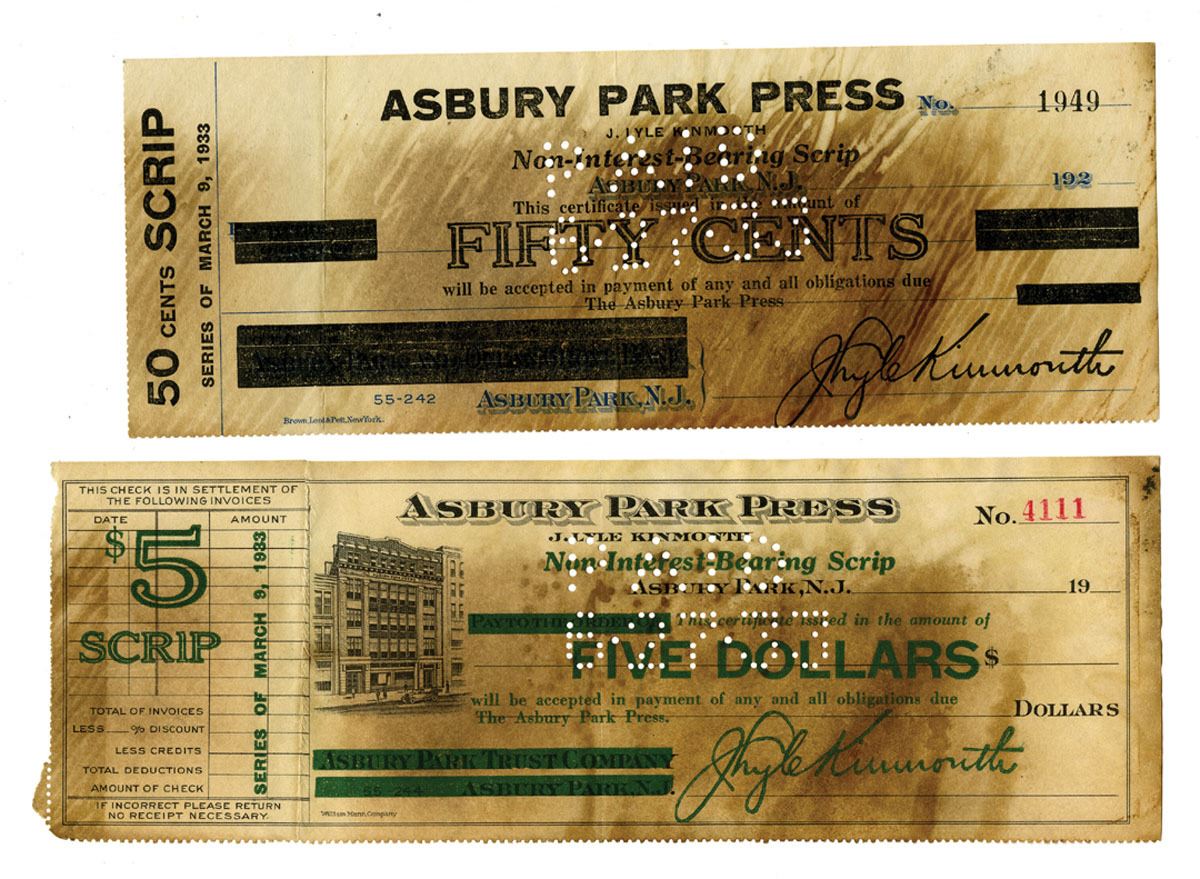 50 CENTS SCRIP
SERIES OF MARCH 9, 1933
ASBURY PARK PRESS
No. 1949
J. LYLE KINMONTH
Non-Interest-Bearing Scrip
ASBURY PARK, N.J.
192
This certificate issued in the amount of
FIFTY CENTS
will be accepted in payment of any and all obligations due
The Asbury Park Press
55-242
ASBURY PARK, N.J.
J Lyle Kinmonth
Brown, Lent & Pett, New York.
THIS CHECK IS IN SETTLEMENT OF
THE FOLLOWING INVOICES
DATE AMOUNT
$5
SCRIP
SERIES OF MARCH 9, 1933
TOTAL OF INVOICES
LESS % DISCOUNT
LESS CREDITS
TOTAL DEDUCTIONS
AMOUNT OF CHECK
IF INCORRECT PLEASE RETURN
NO RECEIPT NECESSARY
ASBURY PARK PRESS
No. 4111
J. LYLE KINMONTH
Non-Interest-Bearing Scrip
ASBURY PARK, N.J. 19
PAY TO THE ORDER OF This certificate issued in the amount of
FIVE DOLLARS $
will be accepted in payment of any and all obligations due
The Asbury Park Press.
DOLLARS
ASBURY PARK TRUST COMPANY
55-264 ASBURY PARK, N.J.
J Lyle Kinmonth
William Mann Company